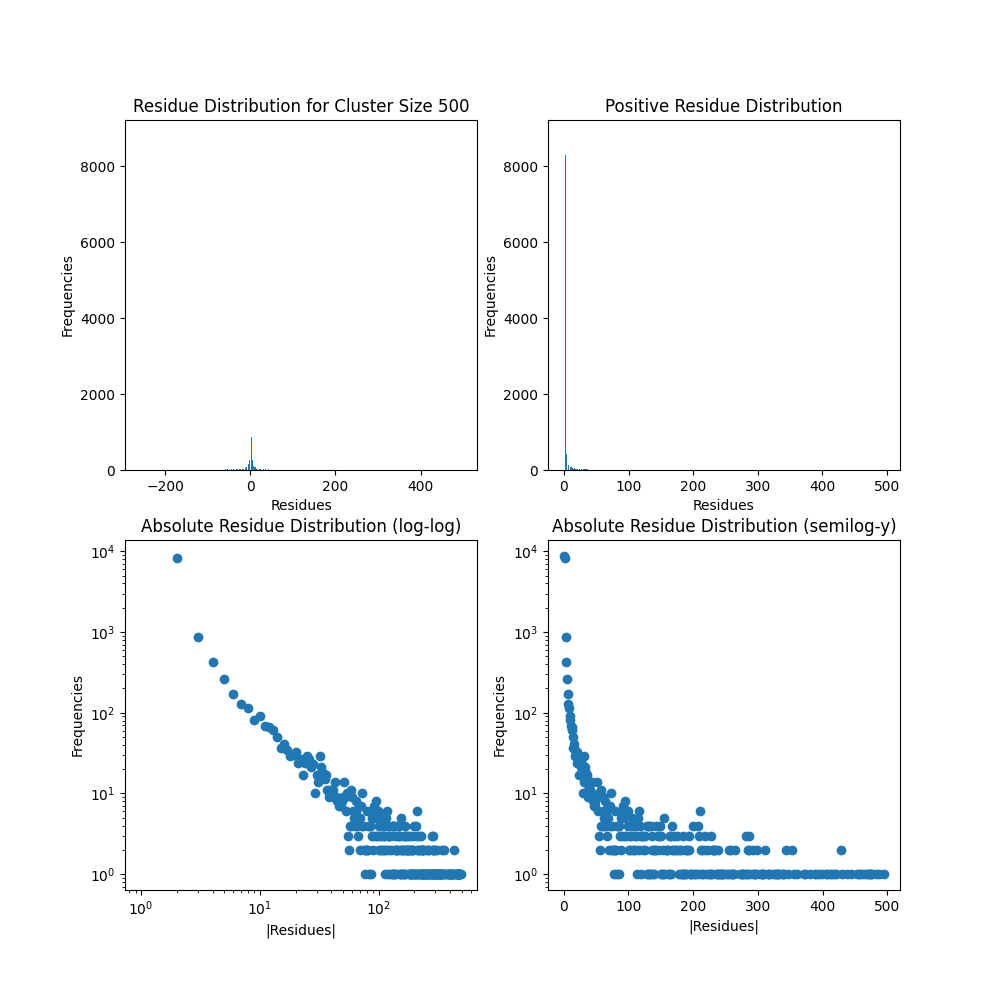 Residue Distribution for Cluster Size 500
Frequencies
8000
6000
4000
2000
0
−200 0 200 400
Residues
Positive Residue Distribution
Frequencies
8000
6000
4000
2000
0
0 100 200 300 400 500
Residues
Absolute Residue Distribution (log-log)
Frequencies
10⁴
10³
10²
10¹
10⁰
10⁰ 10¹ 10²
|Residues|
Absolute Residue Distribution (semilog-y)
Frequencies
10⁴
10³
10²
10¹
10⁰
0 100 200 300 400 500
|Residues|